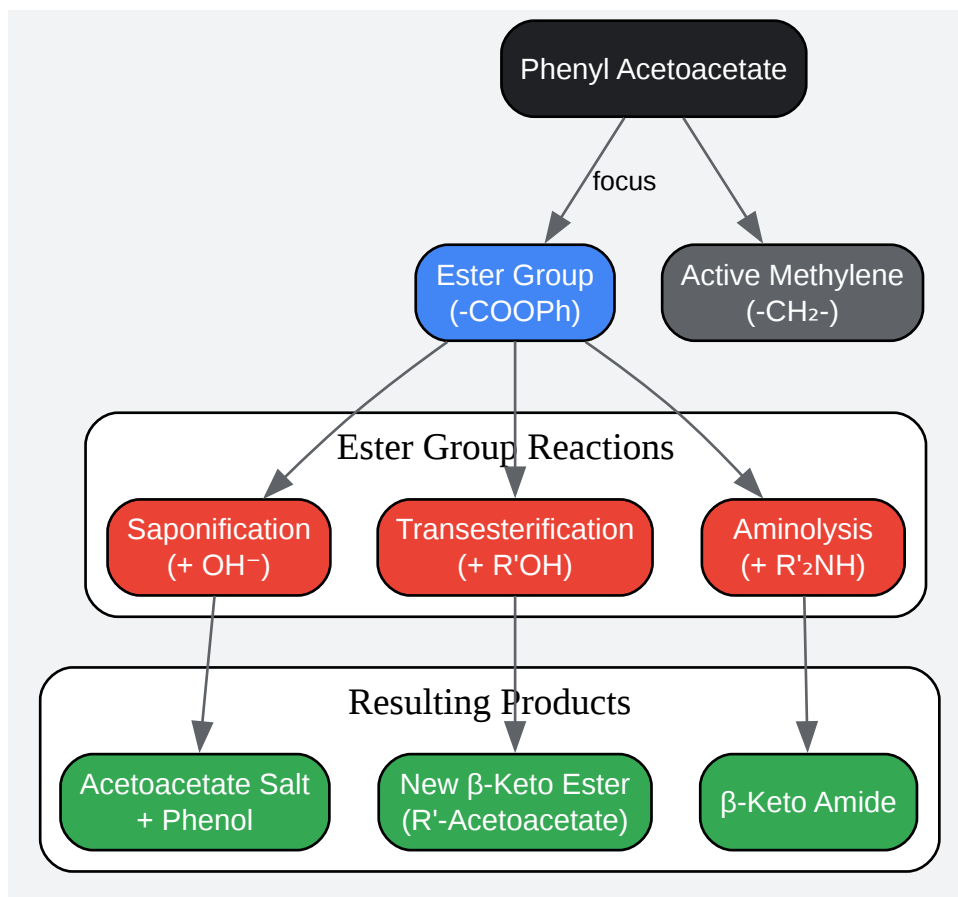 Phenyl Acetoacetate
focus
Ester Group
(-COOPh)
Active Methylene
(-CH₂-)
Ester Group Reactions
Saponification
(+ OH⁻)
Transesterification
(+ R'OH)
Aminolysis
(+ R'₂NH)
Resulting Products
Acetoacetate Salt
+ Phenol
New β-Keto Ester
(R'-Acetoacetate)
β-Keto Amide